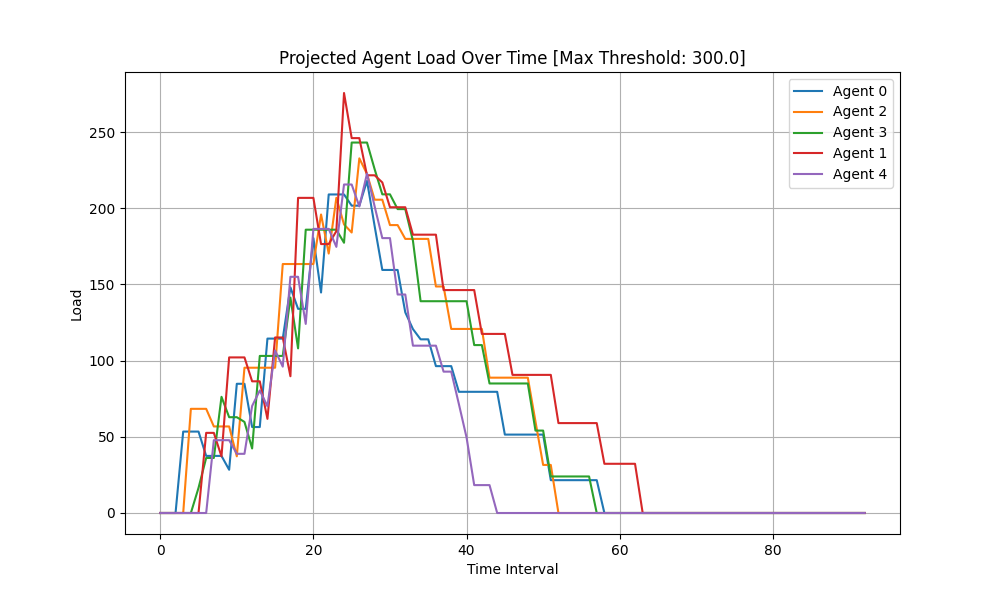 Projected Agent Load Over Time [Max Threshold: 300.0]
Load
250
200
150
100
50
0
Agent 0
Agent 2
Agent 3
Agent 1
Agent 4
0 20 40 60 80
Time Interval